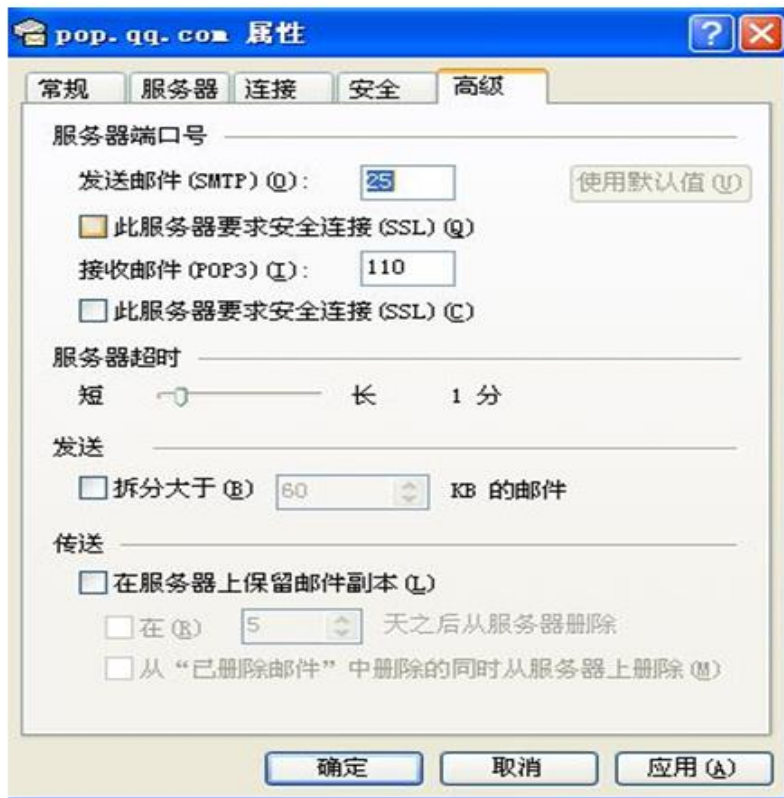 pop.qq.com 属性
常规 服务器 连接 安全 高级
服务器端口号
发送邮件(SMTP)(O): 25 使用默认值(U)
此服务器要求安全连接(SSL)(Q)
接收邮件(POP3)(I): 110
此服务器要求安全连接(SSL)(C)
服务器超时
短 长 1 分
发送
拆分大于(B) 60 KB 的邮件
传送
在服务器上保留邮件副本(L)
在(R) 5 天之后从服务器删除
从“已删除邮件”中删除的同时从服务器上删除(M)
确定 取消 应用(A)